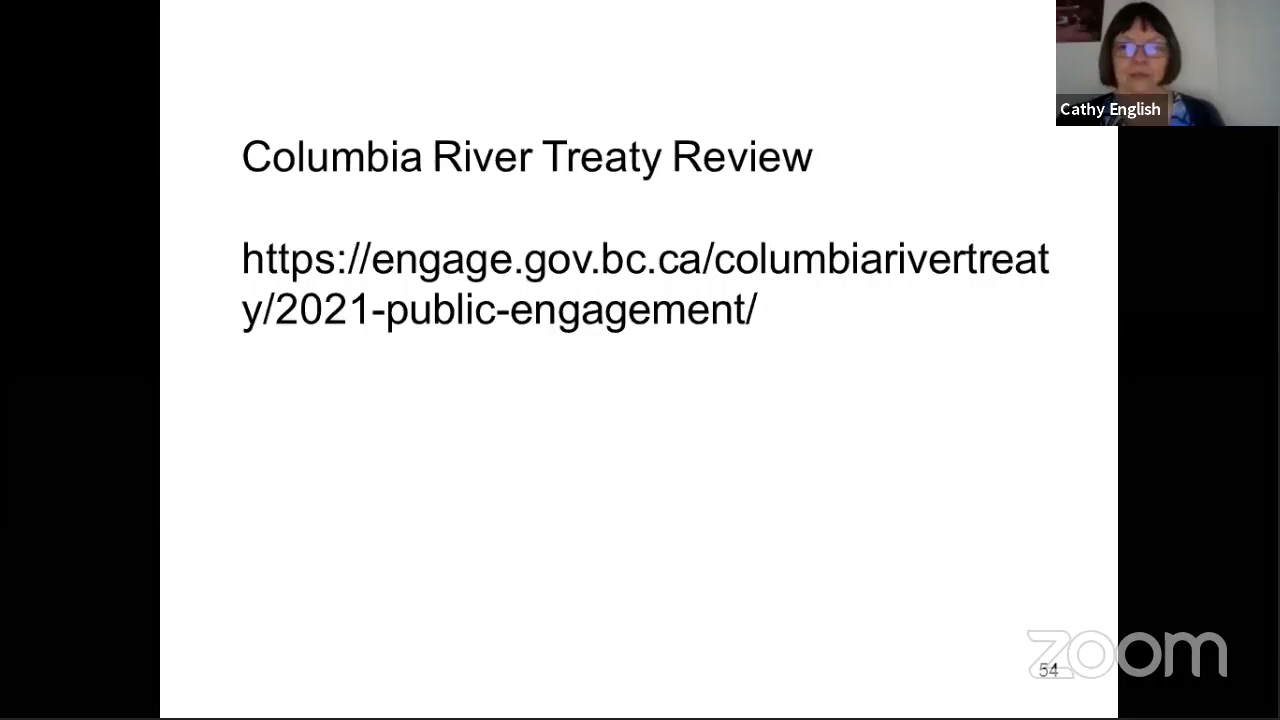 Cathy English
Columbia River Treaty Review
https://engage.gov.bc.ca/columbiarivertreat
y/2021-public-engagement/
zoom
54